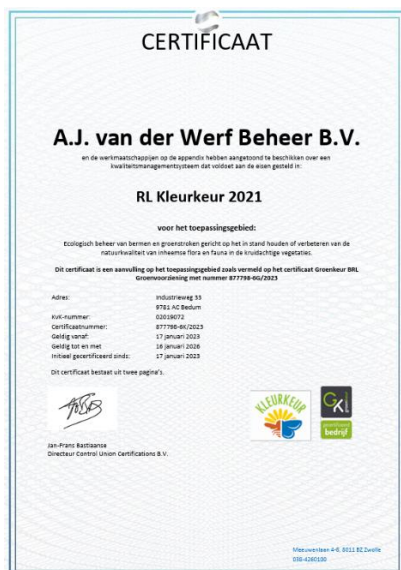 CERTIFICAAT
A.J. van der Werf Beheer B.V.
en de werkmaatschappijen op de appendix hebben aangetoond te beschikken over een
kwaliteitsmanagementsysteem dat voldoet aan de eisen gesteld in:
RL Kleurkeur 2021
voor het toepassingsgebied:
Ecologisch beheer van bermen en groenstroken gericht op het in stand houden of verbeteren van de
natuurkwaliteit van inheemse flora en fauna in de kruidachtige vegetaties.
Dit certificaat is een aanvulling op het toepassingsgebied zoals vermeld op het certificaat Groenkeur BRL
Groenvoorziening met nummer 877798-6G/2023
Adres: Industrieweg 33
9781 AC Bedum
KvK-nummer: 02019072
Certificaatnummer: 877798-6K/2023
Geldig vanaf: 17 januari 2023
Geldig tot en met 16 januari 2026
Initieel gecertificeerd sinds: 17 januari 2023
Dit certificaat bestaat uit twee pagina's.
KLEURKEUR
GK
bedrijf
Jan-Frans Bastiaanse
Directeur Control Union Certifications B.V.
Meeuwenlaan 4-6, 8011 BZ Zwolle
038-4260100